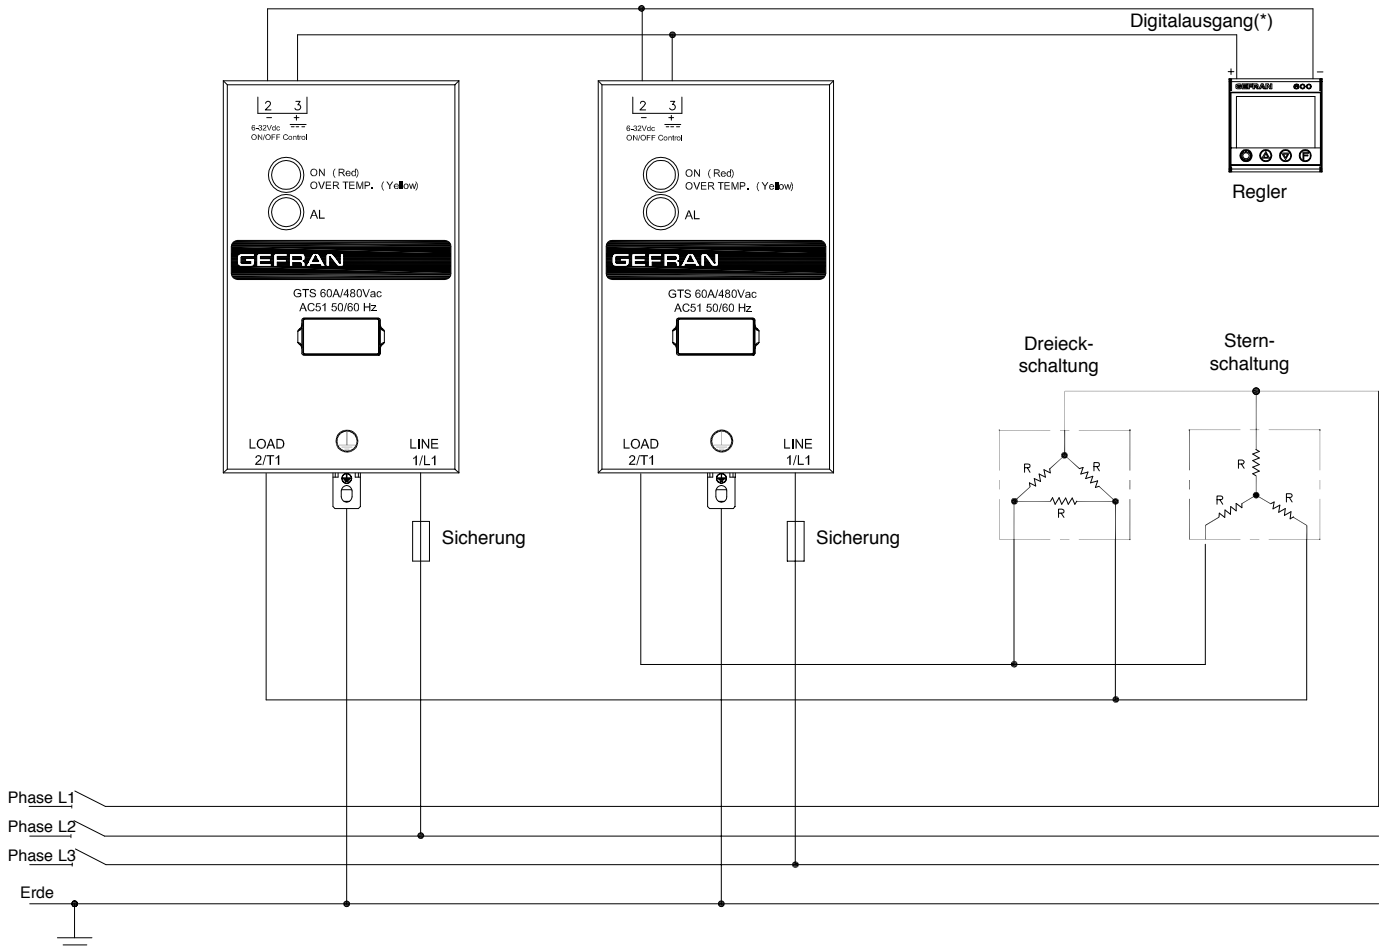 Digitalausgang(*)
+ −
GEFRAN 600
F
Regler
2 3
− +
6-32Vdc
ON/OFF Control
ON (Red)
OVER TEMP. (Yellow)
AL
GEFRAN
GTS 60A/480Vac
AC51 50/60 Hz
LOAD
2/T1
LINE
1/L1
Sicherung
2 3
− +
6-32Vdc
ON/OFF Control
ON (Red)
OVER TEMP. (Yellow)
AL
GEFRAN
GTS 60A/480Vac
AC51 50/60 Hz
LOAD
2/T1
LINE
1/L1
Sicherung
Dreieck-
schaltung
R R
R
Stern-
schaltung
R
R R
Phase L1
Phase L2
Phase L3
Erde